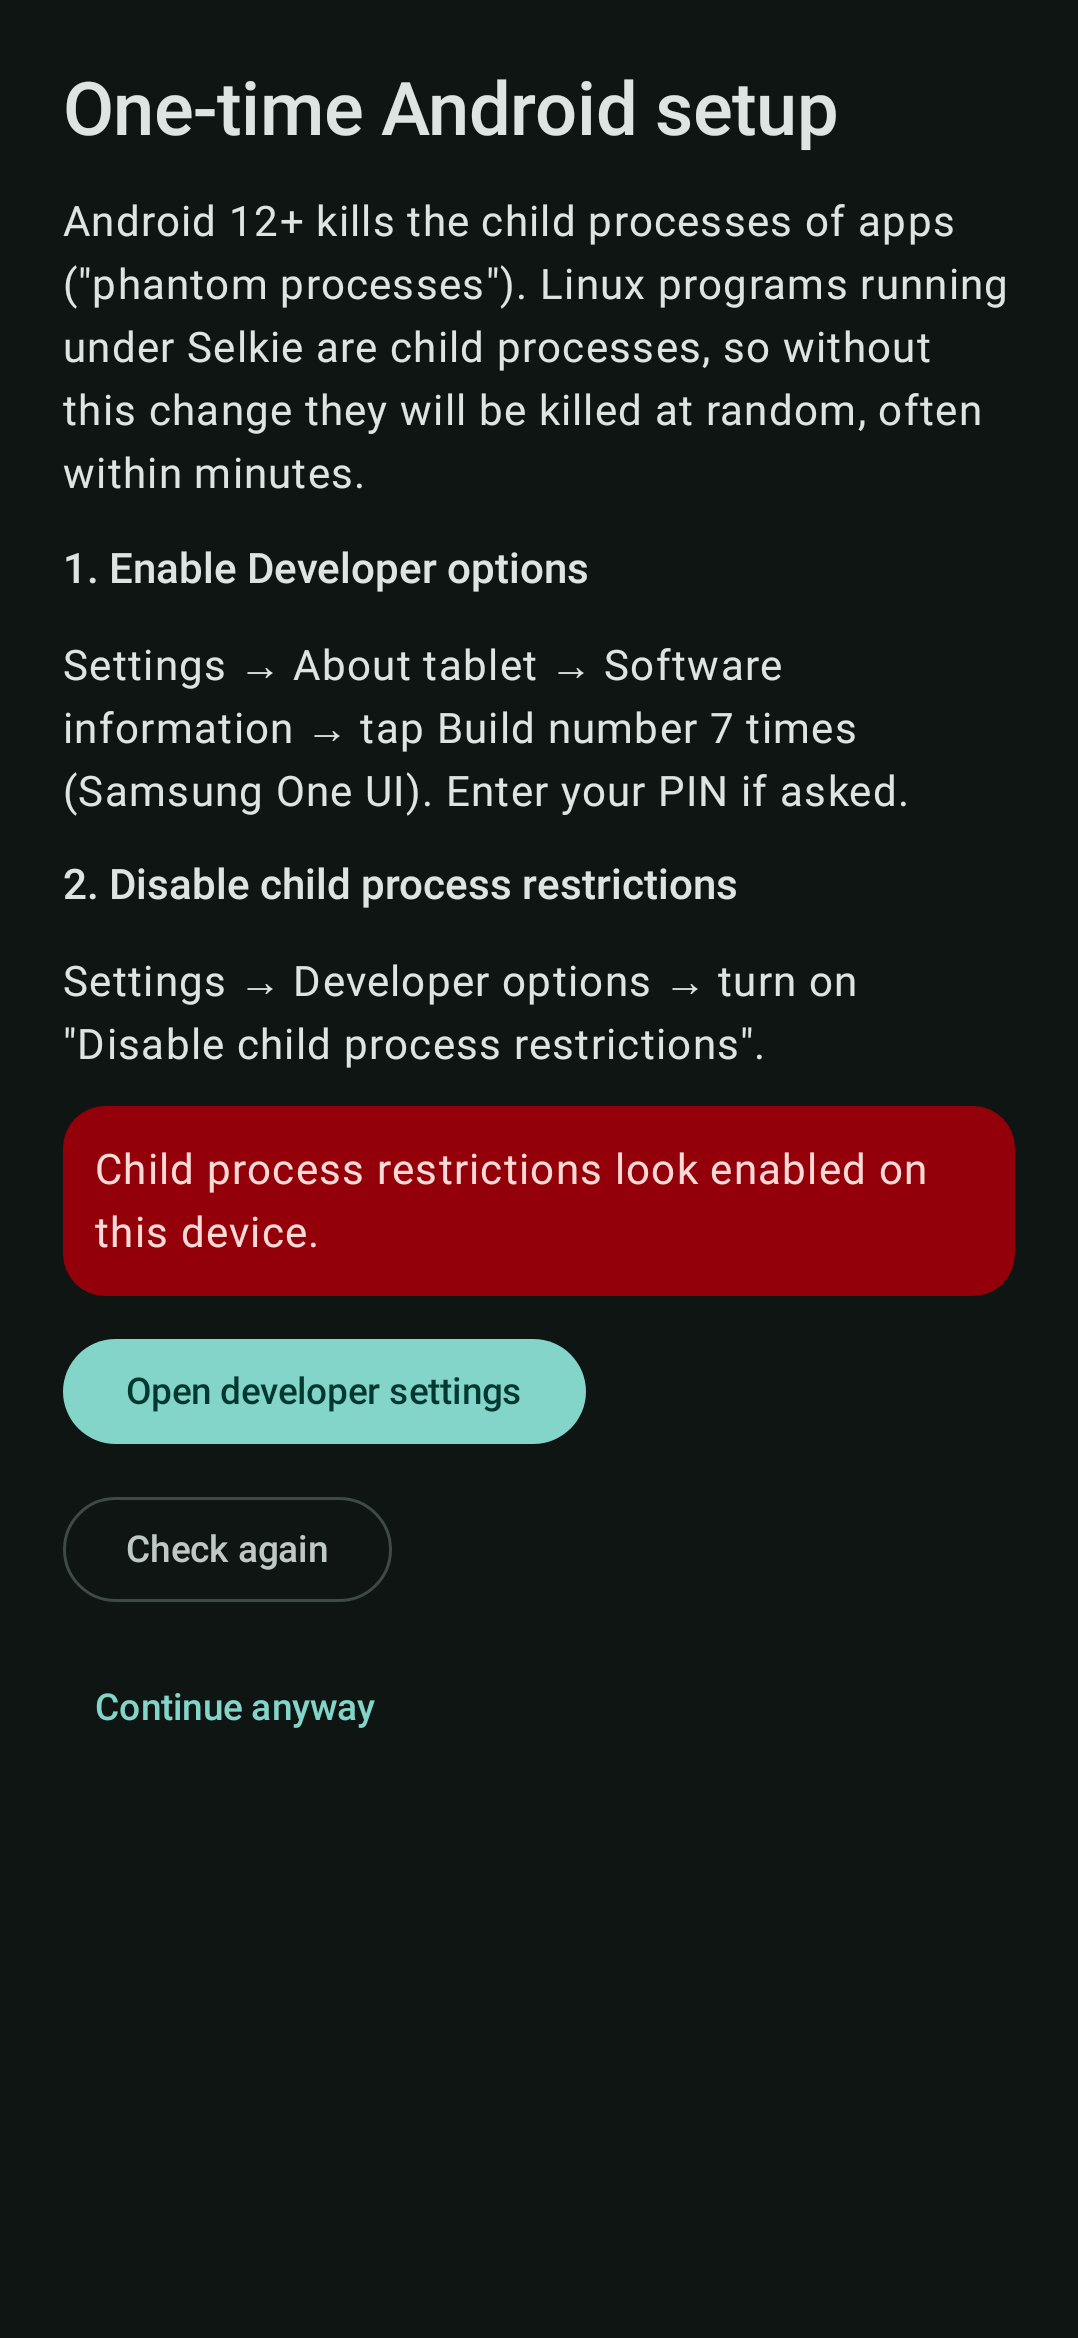 One-time Android setup
Android 12+ kills the child processes of apps
("phantom processes"). Linux programs running
under Selkie are child processes, so without
this change they will be killed at random, often
within minutes.
1. Enable Developer options
Settings → About tablet → Software
information → tap Build number 7 times
(Samsung One UI). Enter your PIN if asked.
2. Disable child process restrictions
Settings → Developer options → turn on
"Disable child process restrictions".
Child process restrictions look enabled on
this device.
Open developer settings
Check again
Continue anyway